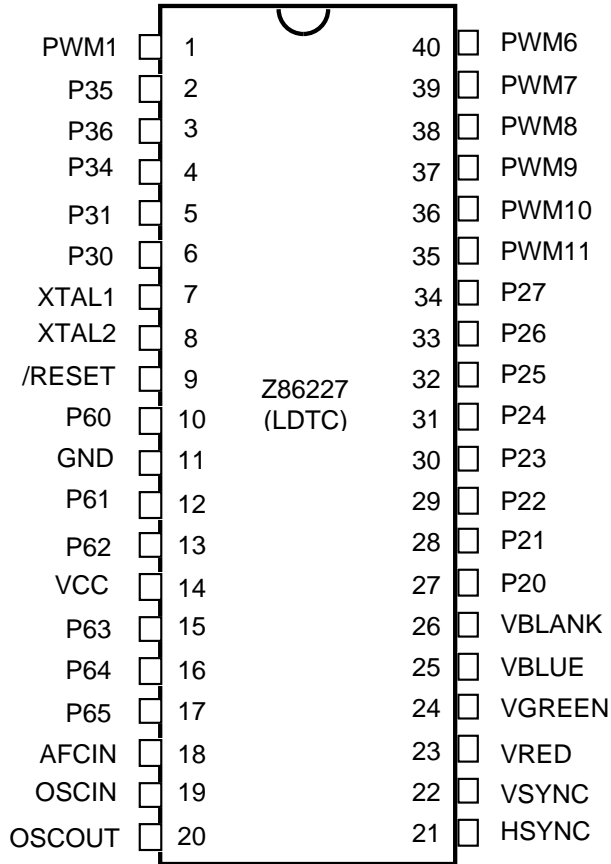 PWM1 1 40 PWM6
P35 2 39 PWM7
P36 3 38 PWM8
P34 4 37 PWM9
P31 5 36 PWM10
P30 6 35 PWM11
XTAL1 7 34 P27
XTAL2 8 33 P26
/RESET 9 32 P25
Z86227
(LDTC)
P60 10 31 P24
GND 11 30 P23
P61 12 29 P22
P62 13 28 P21
VCC 14 27 P20
P63 15 26 VBLANK
P64 16 25 VBLUE
P65 17 24 VGREEN
AFCIN 18 23 VRED
OSCIN 19 22 VSYNC
OSCOUT 20 21 HSYNC